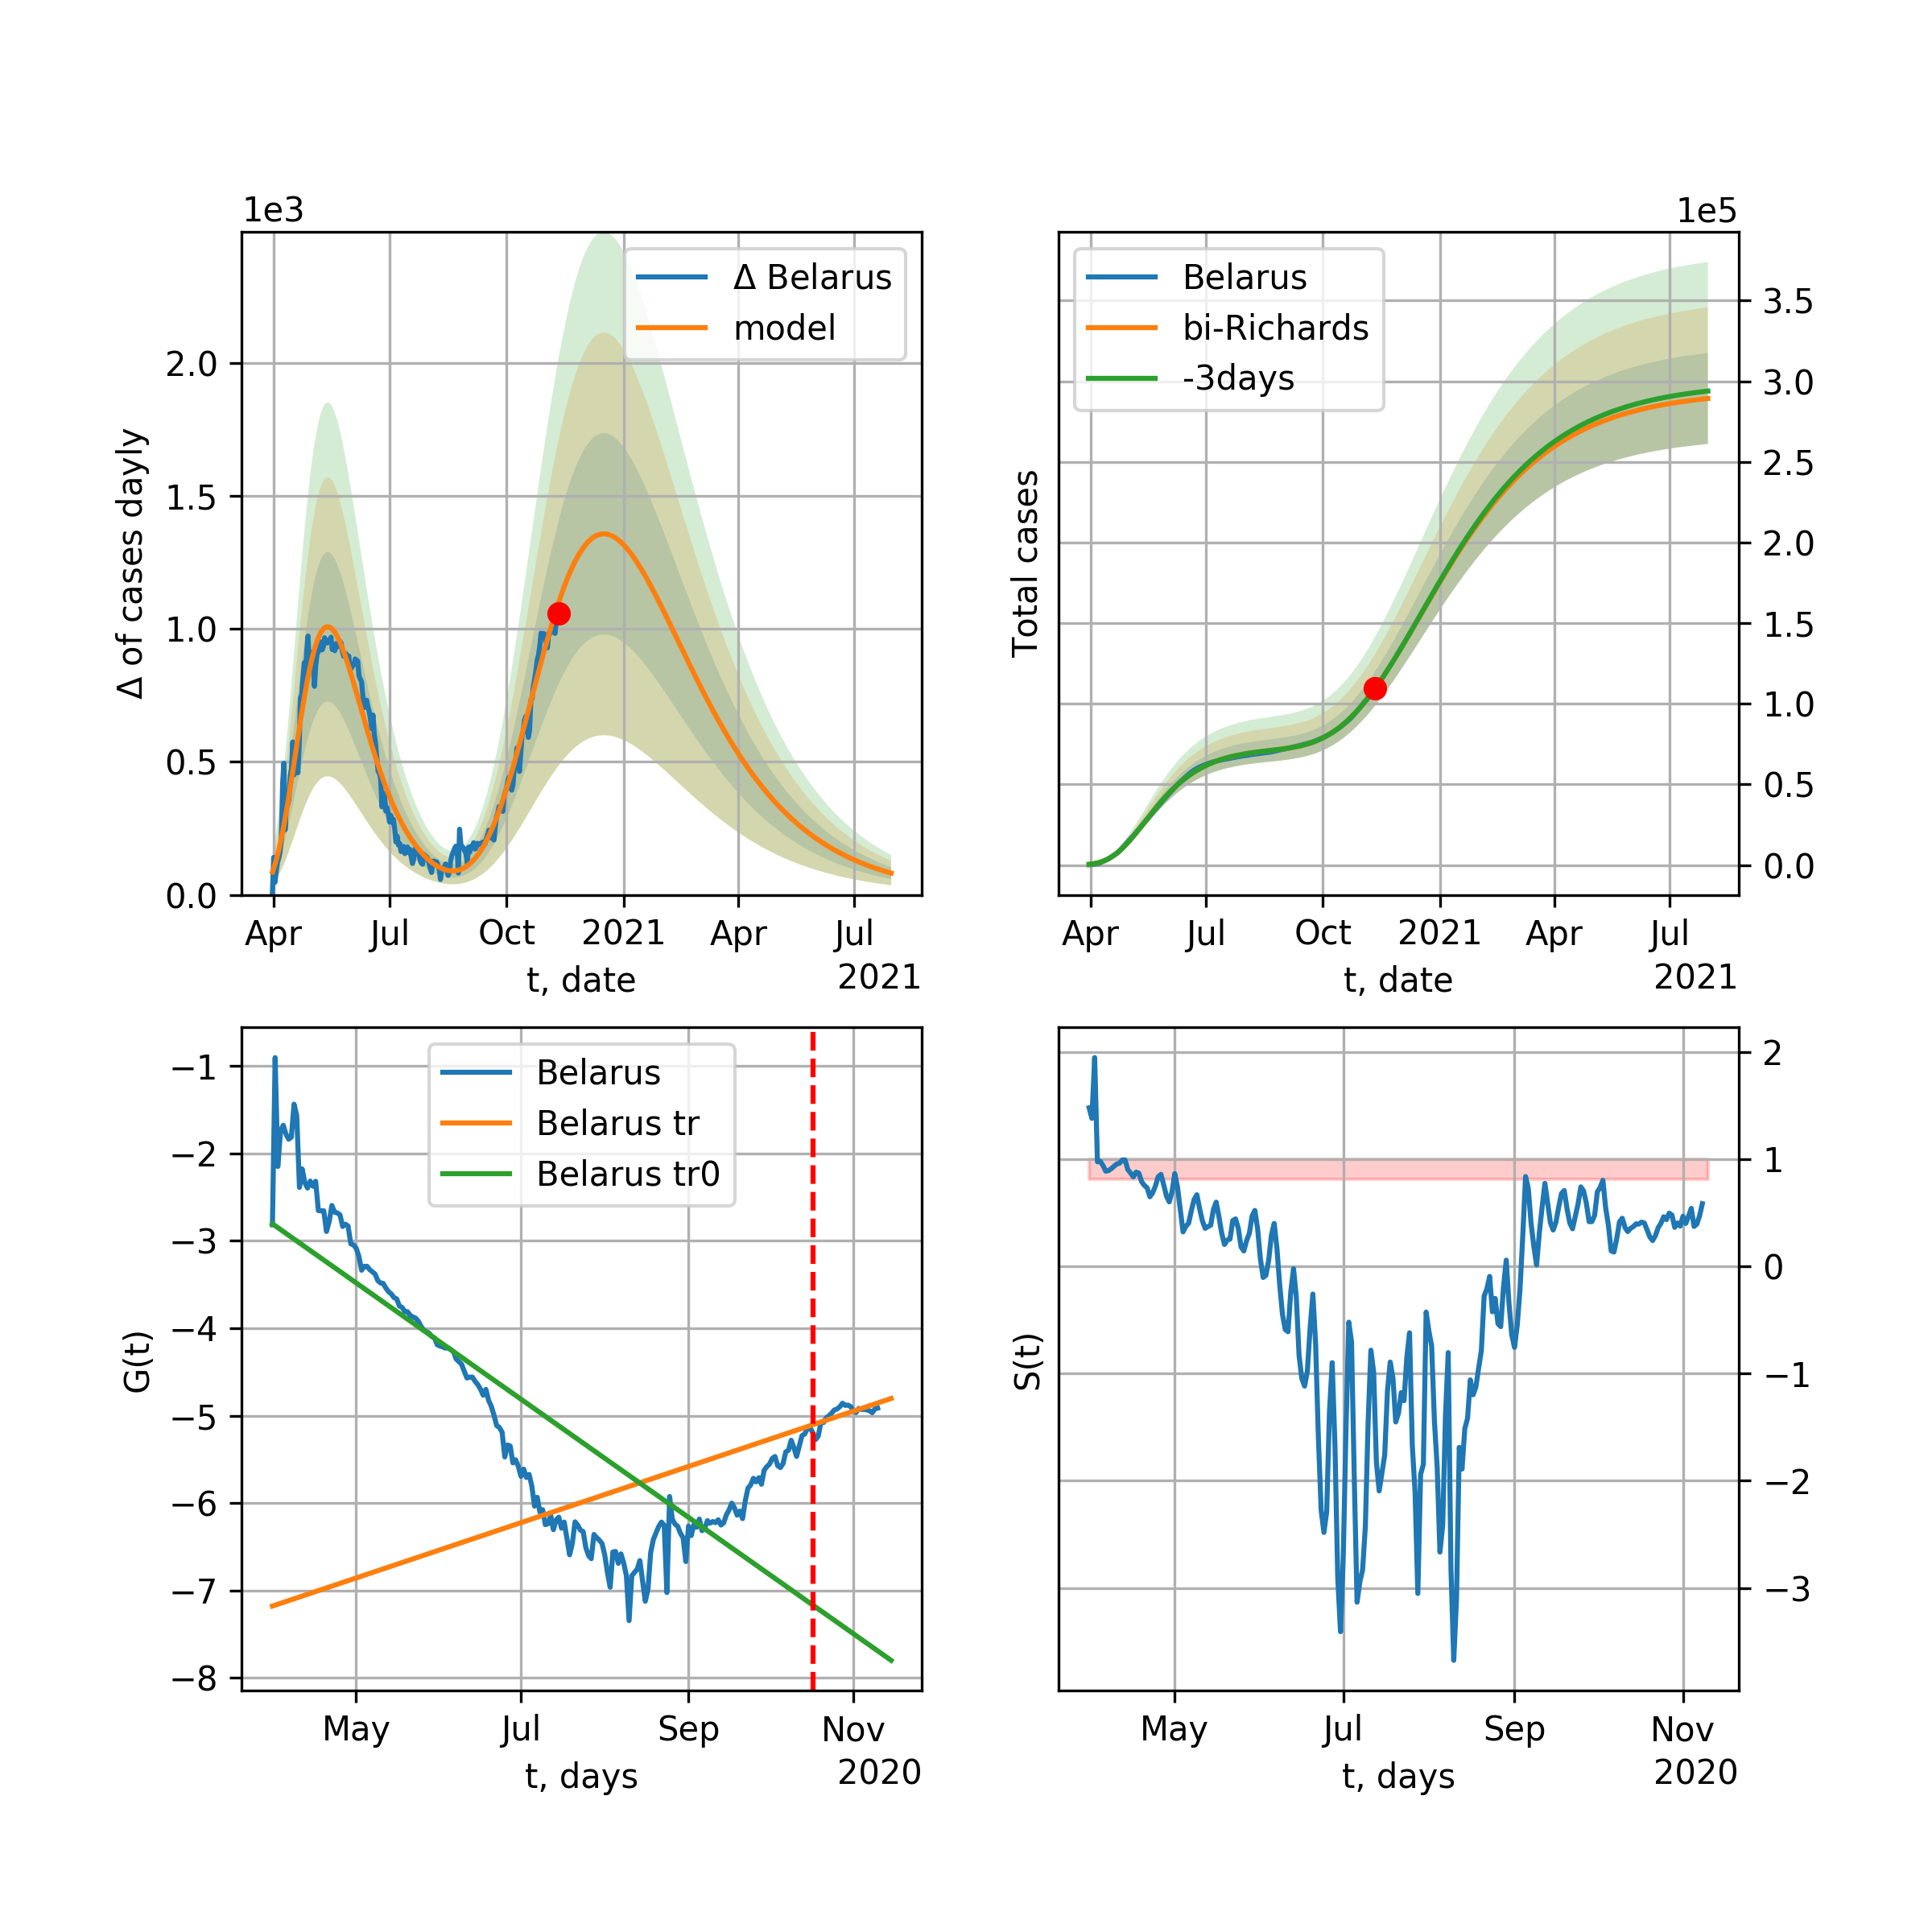 1e3
Δ of cases dayly
2.0
1.5
1.0
0.5
0.0
Δ Belarus
model
Apr Jul Oct 2021 Apr Jul
t, date
2021
1e5
Total cases
Belarus
bi-Richards
-3days
3.5
3.0
2.5
2.0
1.5
1.0
0.5
0.0
Apr Jul Oct 2021 Apr Jul
t, date
2021
G(t)
−1
−2
−3
−4
−5
−6
−7
−8
Belarus
Belarus tr
Belarus tr0
May Jul Sep Nov
t, days
2020
S(t)
2
1
0
−1
−2
−3
May Jul Sep Nov
t, days
2020